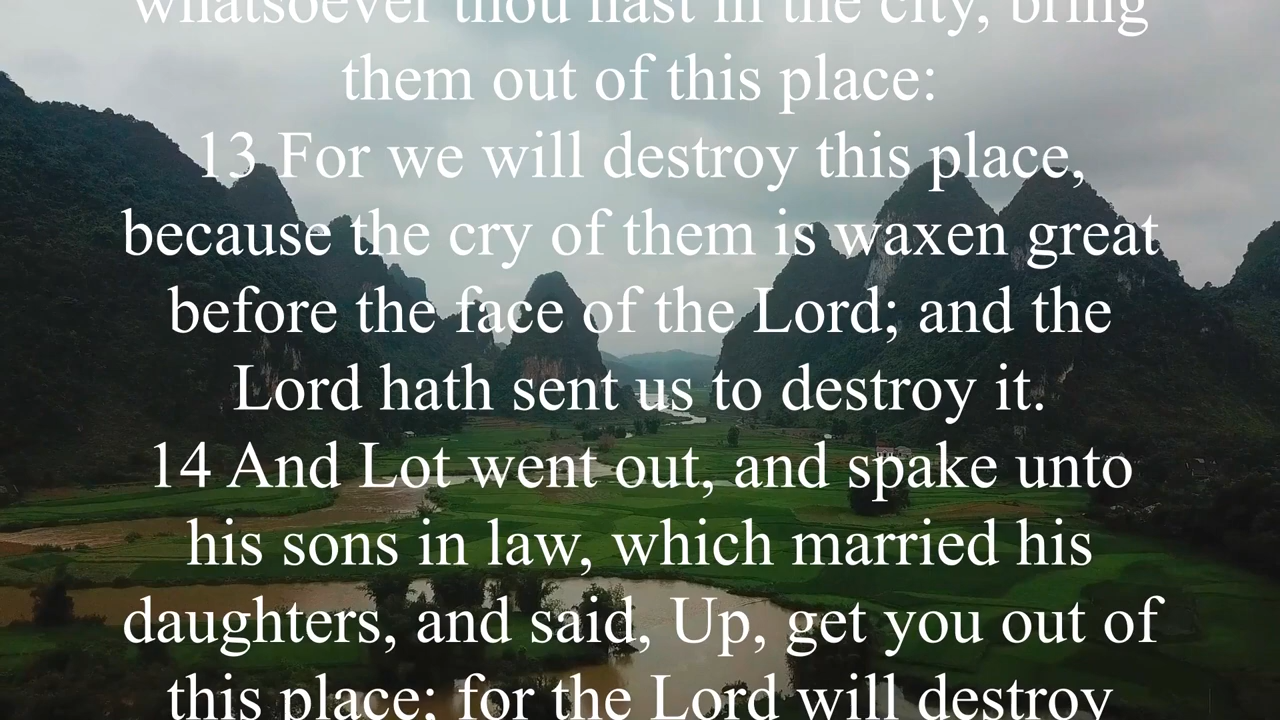 whatsoever thou hast in the city, bring
them out of this place:
13 For we will destroy this place,
because the cry of them is waxen great
before the face of the Lord; and the
Lord hath sent us to destroy it.
14 And Lot went out, and spake unto
his sons in law, which married his
daughters, and said, Up, get you out of
this place; for the Lord will destroy